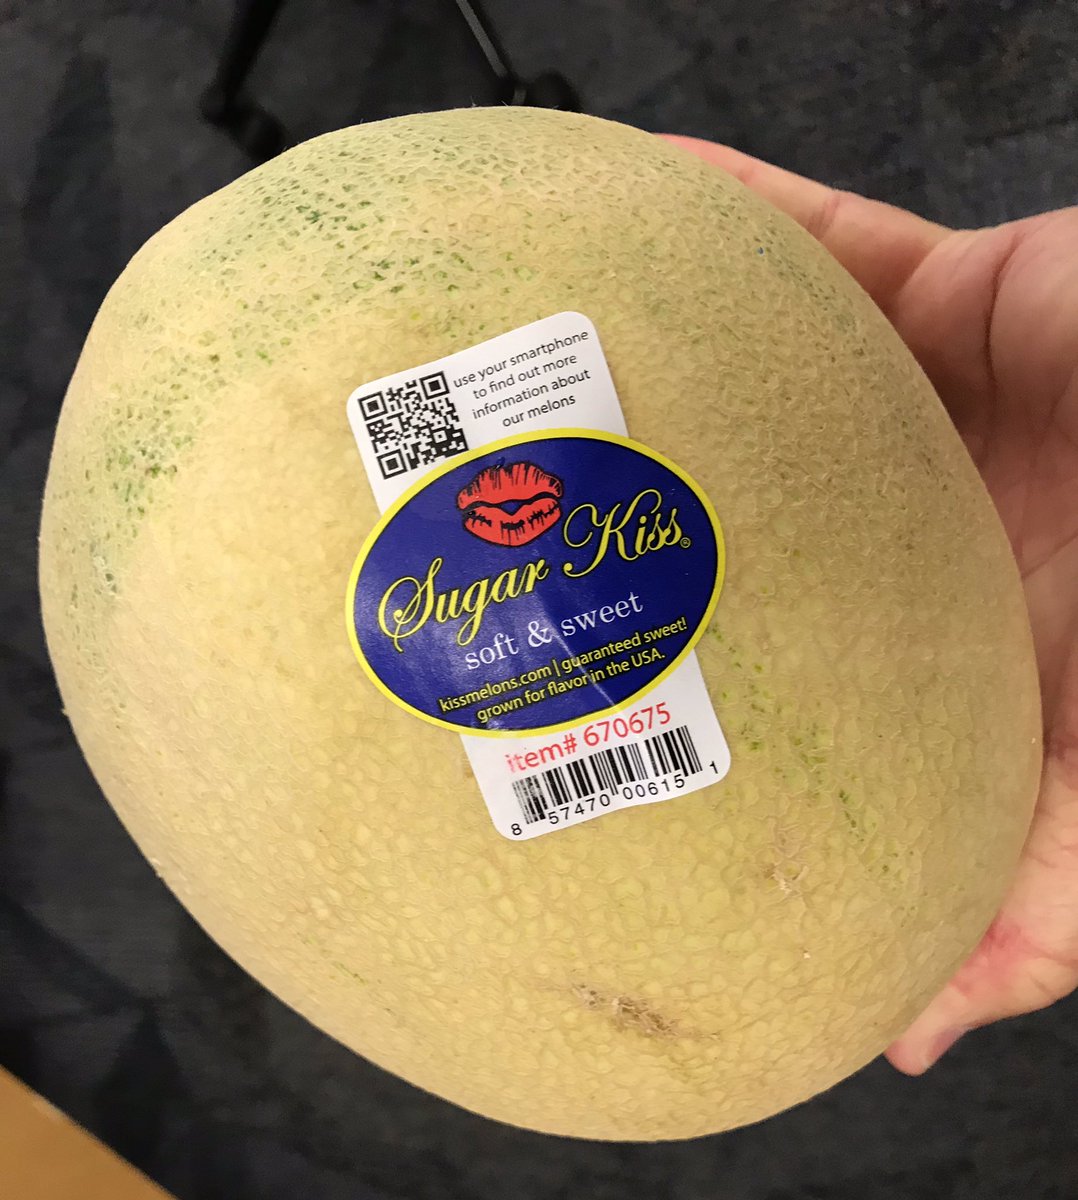 use your smartphone
to find out more
information about
our melons
Sugar Kiss®
soft & sweet
kissmelons.com | guaranteed sweet!
grown for flavor in the USA.
item# 670675
8 57470 00615 1